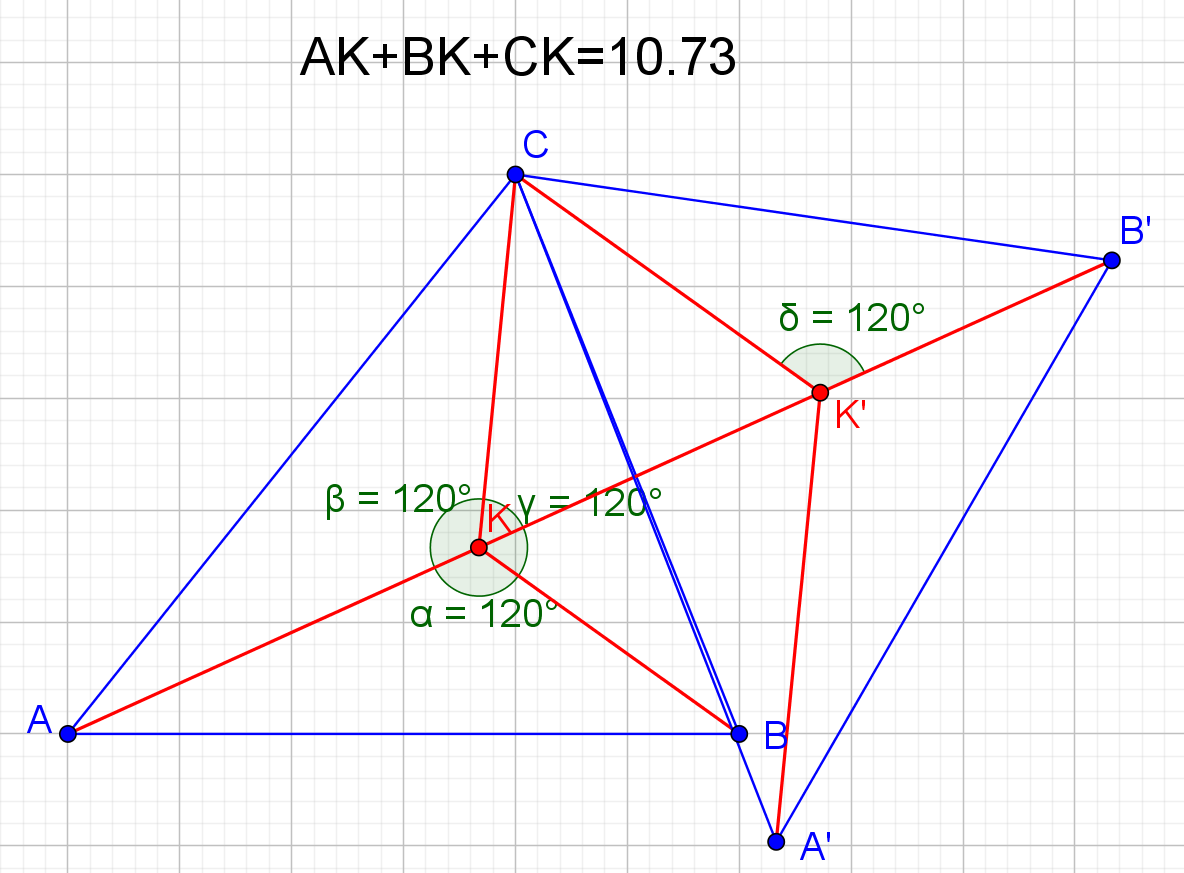 AK+BK+CK=10.73
C
B'
δ = 120°
K'
β = 120°
K
γ = 120°
α = 120°
A
B
A'